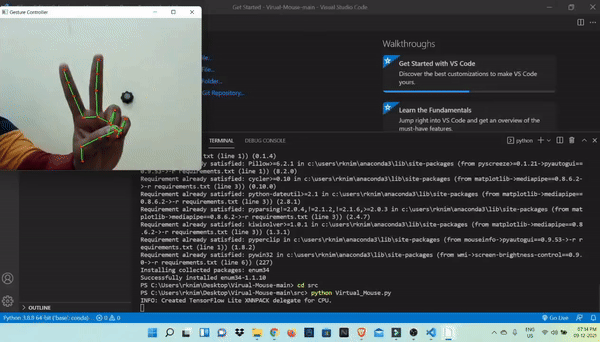 Gesture Controller
Get Started - Virual-Mouse-main - Visual Studio Code
File...
Folder...
Git Repository...
Walkthroughs
Get Started with VS Code
Discover the best customizations to make VS Code
yours.
Learn the Fundamentals
Jump right into VS Code and get an overview of the
must-have features.
TERMINAL
DEBUG CONSOLE
python
.txt (line 1)) (0.1.4)
Requirement already satisfied: Pillow>=6.2.1 in c:\users\rknim\anaconda3\lib\site-packages (from pyscreeze>=0.1.21->pyautogui==
0.9.53->-r requirements.txt (line 1)) (8.2.0)
Requirement already satisfied: cycler>=0.10 in c:\users\rknim\anaconda3\lib\site-packages (from matplotlib->mediapipe==0.8.6.2-
>-r requirements.txt (line 3)) (0.10.0)
Requirement already satisfied: python-dateutil>=2.1 in c:\users\rknim\anaconda3\lib\site-packages (from matplotlib->mediapipe==
0.8.6.2->-r requirements.txt (line 3)) (2.8.1)
Requirement already satisfied: pyparsing!=2.0.4,!=2.1.2,!=2.1.6,>=2.0.3 in c:\users\rknim\anaconda3\lib\site-packages (from mat
plotlib->mediapipe==0.8.6.2->-r requirements.txt (line 3)) (2.4.7)
Requirement already satisfied: kiwisolver>=1.0.1 in c:\users\rknim\anaconda3\lib\site-packages (from matplotlib->mediapipe==0.8
.6.2->-r requirements.txt (line 3)) (1.3.1)
Requirement already satisfied: pyperclip in c:\users\rknim\anaconda3\lib\site-packages (from mouseinfo->pyautogui==0.9.53->-r r
equirements.txt (line 1)) (1.8.2)
Requirement already satisfied: pywin32 in c:\users\rknim\anaconda3\lib\site-packages (from wmi->screen-brightness-control==0.9.
0->-r requirements.txt (line 6)) (227)
Installing collected packages: enum34
Successfully installed enum34-1.1.10
PS C:\Users\rknim\Desktop\Virual-Mouse-main> cd src
PS C:\Users\rknim\Desktop\Virual-Mouse-main\src> python Virtual_Mouse.py
INFO: Created TensorFlow Lite XNNPACK delegate for CPU.
OUTLINE
Python 3.8.8 64-bit ('base': conda)
0
0
Go Live
ENG
US
07:14 PM
09-12-2021